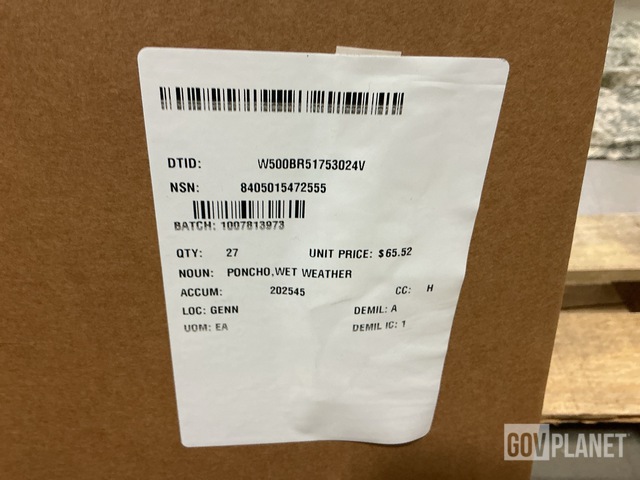 DTID: W500BR51753024V
NSN: 8405015472555
BATCH: 1007813973
QTY: 27 UNIT PRICE: $65.52
NOUN: PONCHO,WET WEATHER
ACCUM: 202545 CC: H
LOC: GENN DEMIL: A
UOM: EA DEMIL IC: 1
GOVPLANET